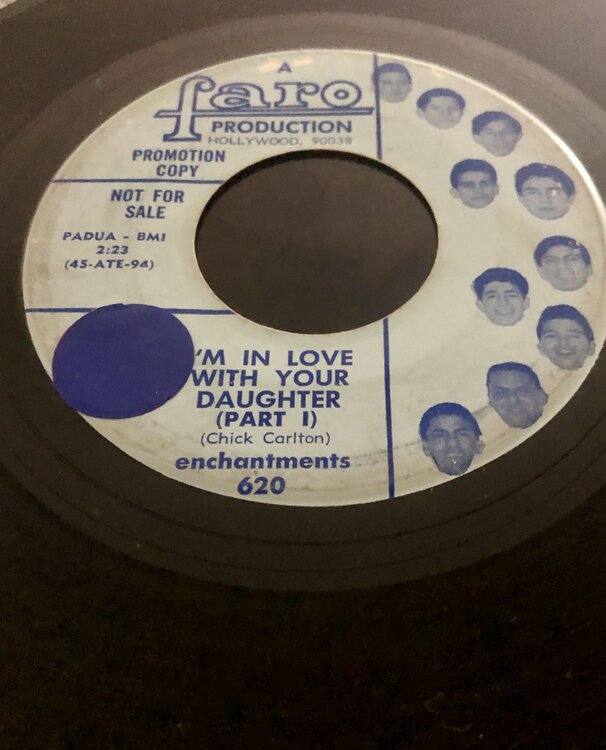 A
faro
PRODUCTION
HOLLYWOOD, 90038
PROMOTION
COPY
NOT FOR
SALE
PADUA - BMI
2:23
(45-ATE-94)
'M IN LOVE
WITH YOUR
DAUGHTER
(PART I)
(Chick Carlton)
enchantments
620